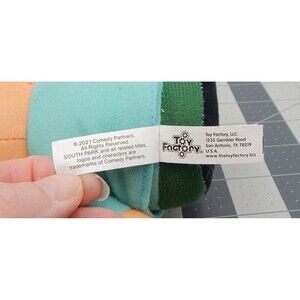 © 2021 Comedy Partners.
All Rights Reserved.
SOUTH PARK and all related titles,
logos and characters are
trademarks of Comedy Partners.
Toy
Factory
Toy Factory, LLC.
1335 Gembler Road
San Antonio, TX 78219
U.S.A
www.thetoyfactory.biz